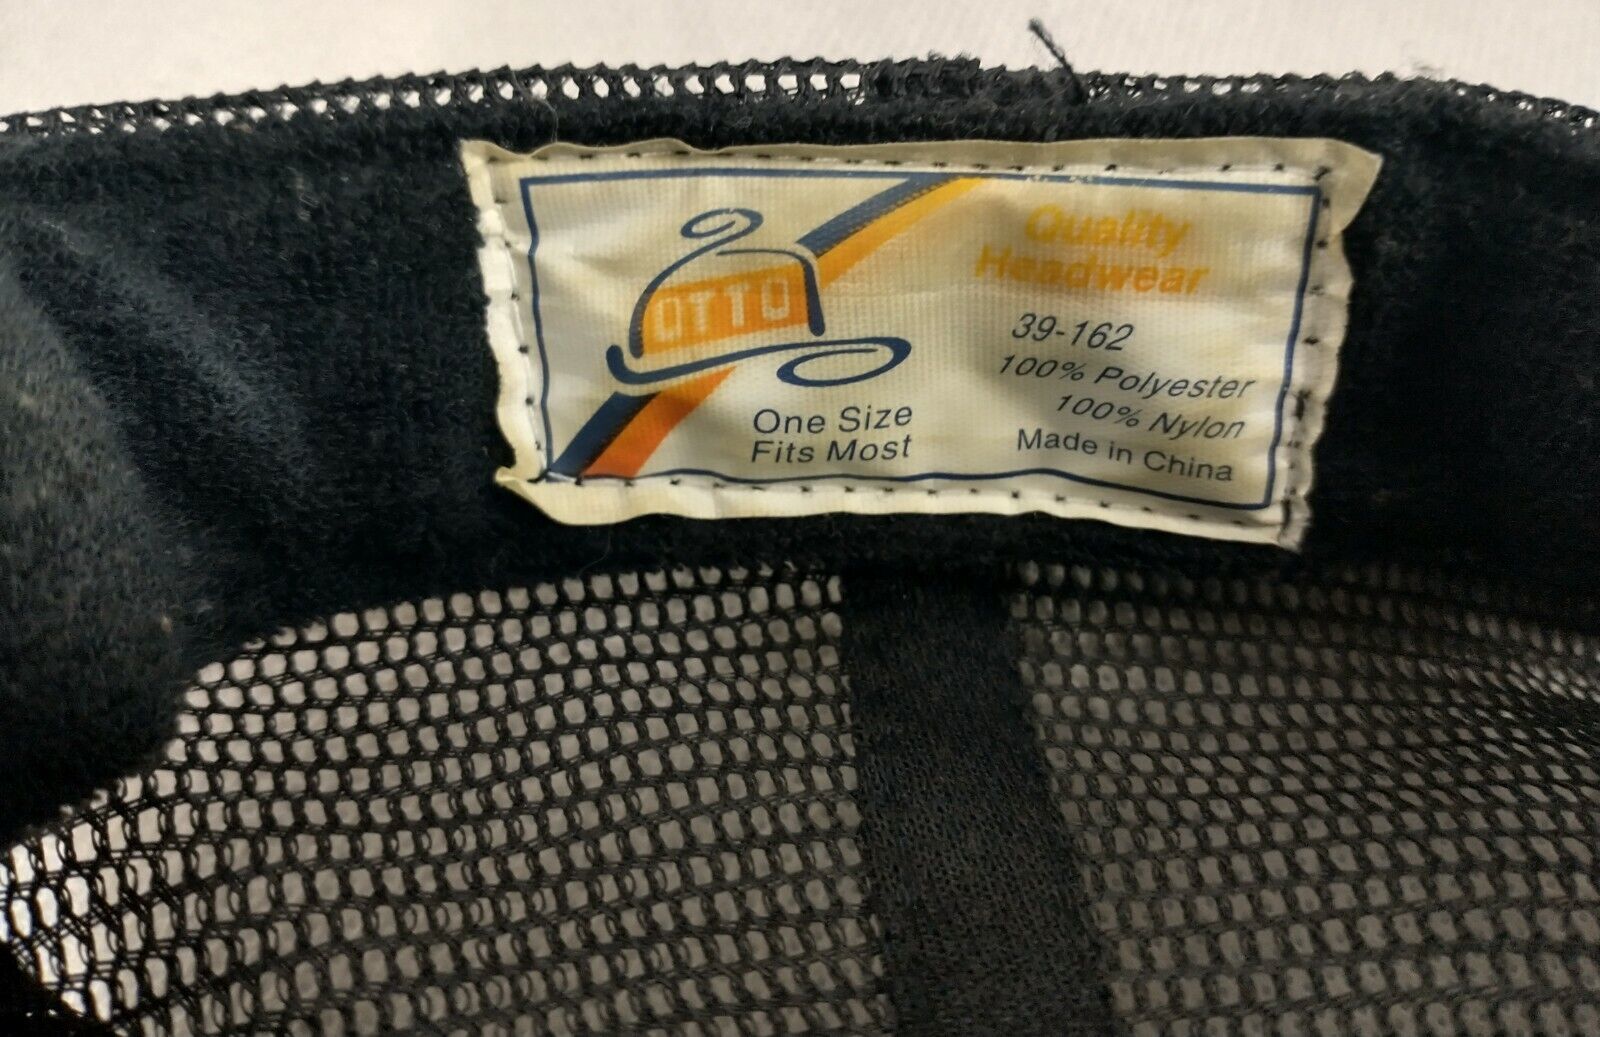 OTTO
One Size
Fits Most
Quality
Headwear
39-162
100% Polyester
100% Nylon
Made in China